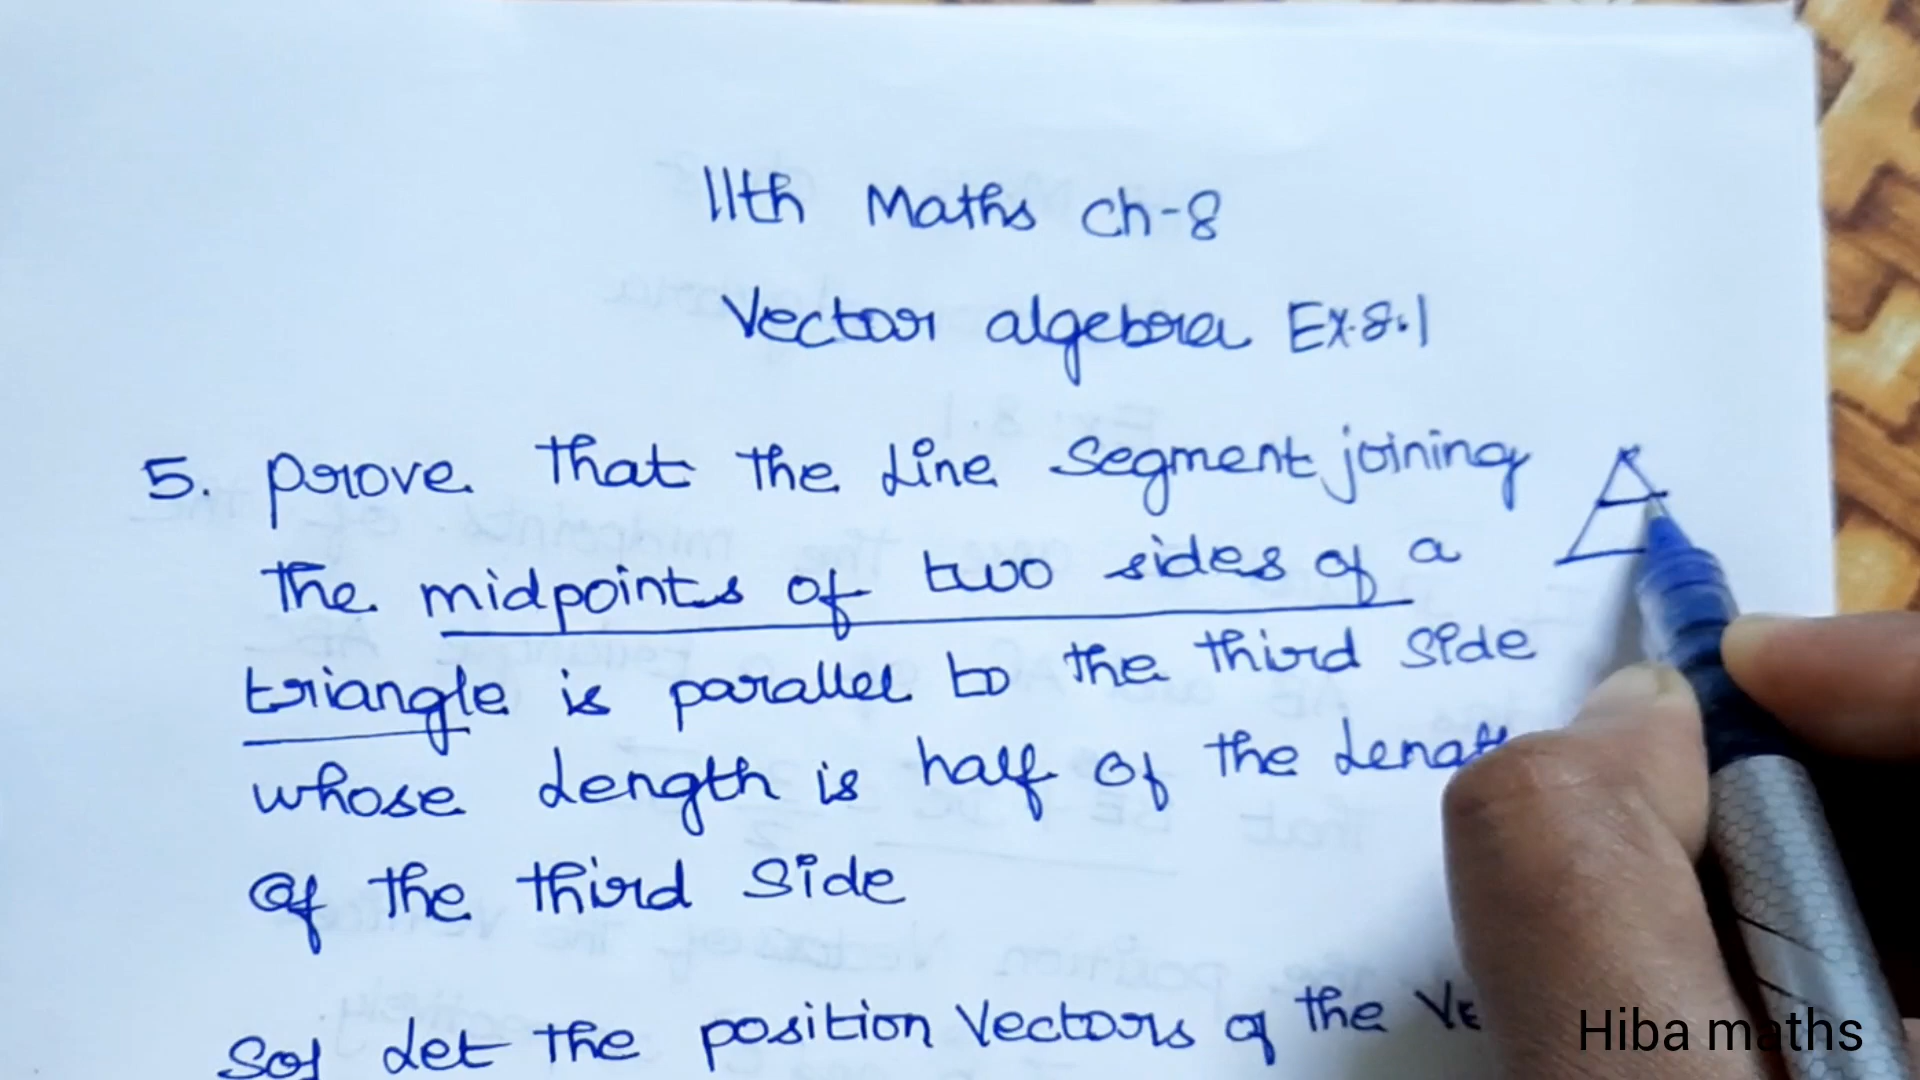 11th Maths Ch-8
Vector algebra Ex.8.1
5. prove that the Line Segment joining
the midpoints of two sides of a
triangle is parallel to the third side
whose Length is half of the
of the third side
Sol Let the position Vectors of the
Hiba maths